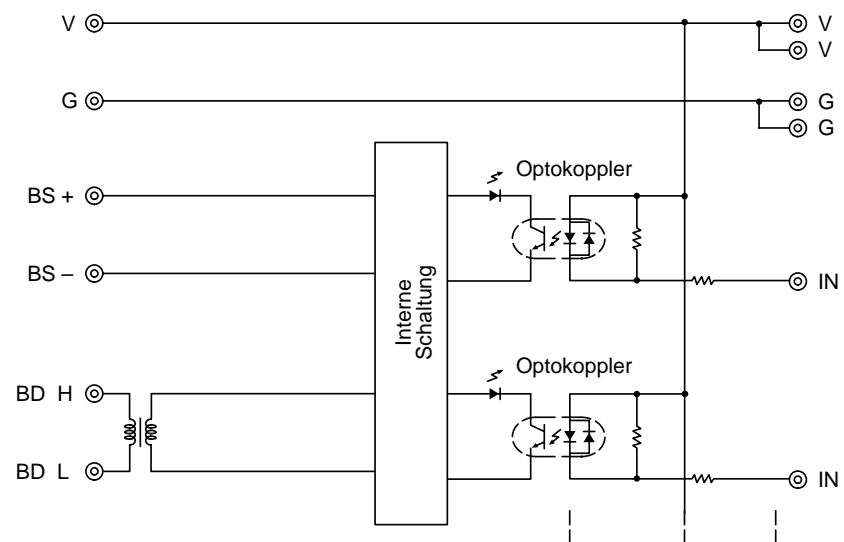 V
V
V
G
G
G
Optokoppler
BS +
BS –
IN
Interne
Schaltung
Optokoppler
BD H
BD L
IN